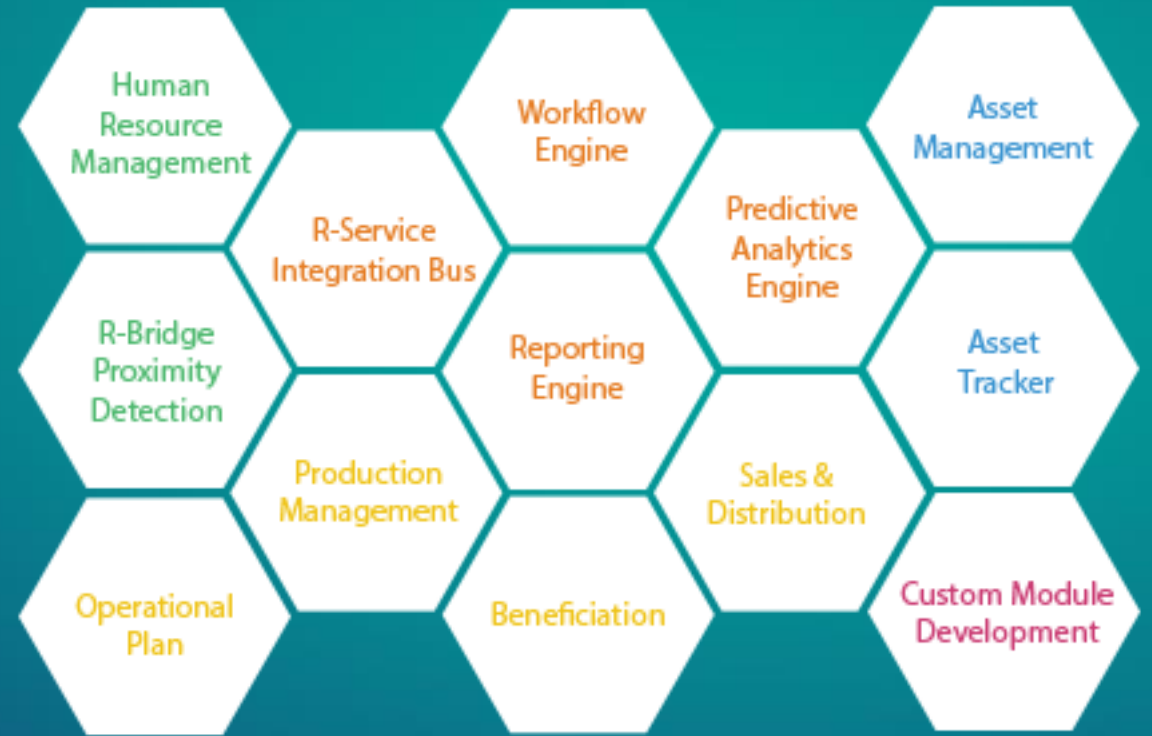 Human
Resource
Management
Workflow
Engine
Asset
Management
R-Service
Integration Bus
Predictive
Analytics
Engine
R-Bridge
Proximity
Detection
Reporting
Engine
Asset
Tracker
Production
Management
Sales &
Distribution
Operational
Plan
Beneficiation
Custom Module
Development